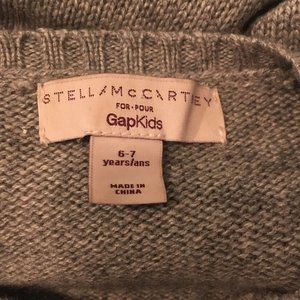 STELLA McCARTNEY
FOR·POUR
GapKids
6-7
years/ans
MADE IN
CHINA